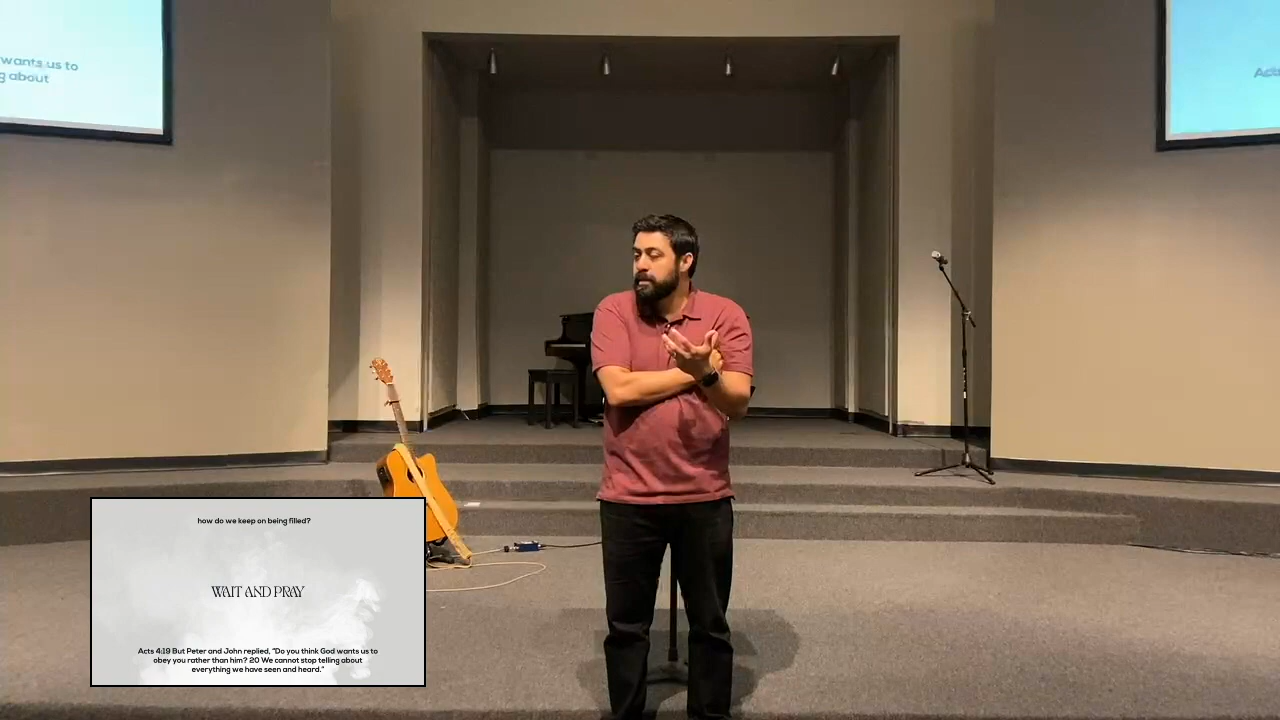 wants us to
g about
Acts
how do we keep on being filled?
WAIT AND PRAY
Acts 4:19 But Peter and John replied, "Do you think God wants us to
obey you rather than him? 20 We cannot stop telling about
everything we have seen and heard."